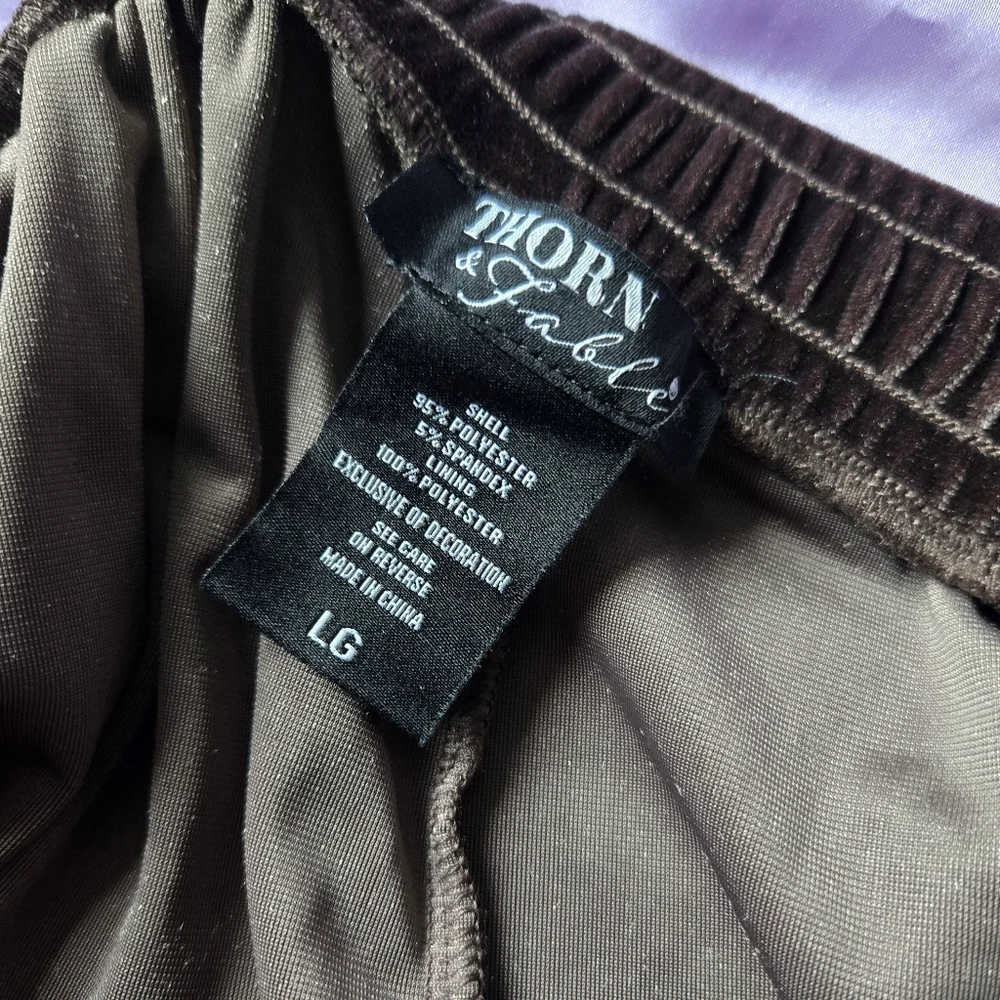 THORN
& Fable
SHELL
95% POLYESTER
5% SPANDEX
LINING
100% POLYESTER
EXCLUSIVE OF DECORATION
SEE CARE
ON REVERSE
MADE IN CHINA
LG